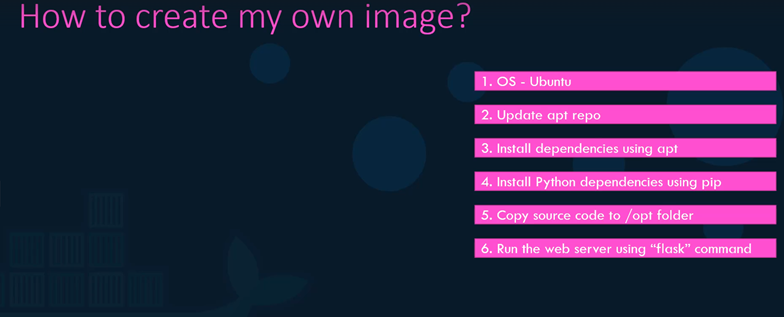 How to create my own image?
1. OS - Ubuntu
2. Update apt repo
3. Install dependencies using apt
4. Install Python dependencies using pip
5. Copy source code to /opt folder
6. Run the web server using “flask” command